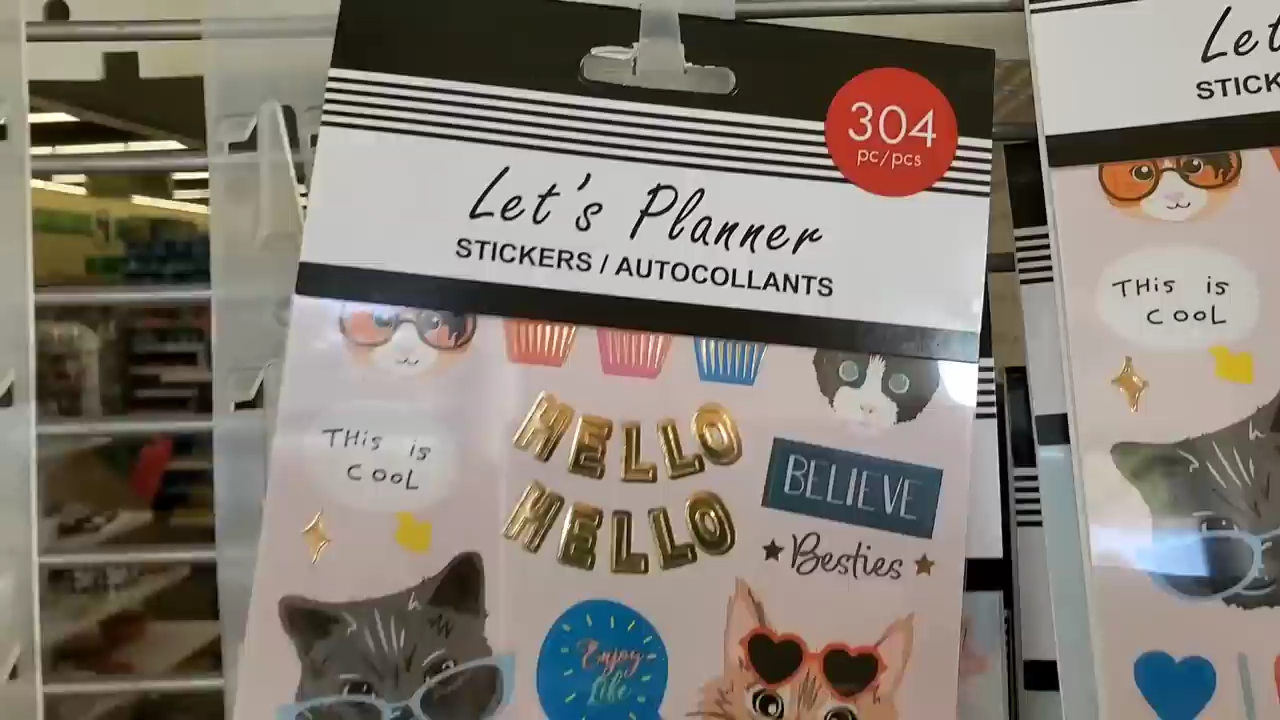 304
pc/pcs
Let's Planner
STICKERS / AUTOCOLLANTS
THis is
COOL
HELLO
HELLO
BELIEVE
Besties
Enjoy
Life
Let
STICK
THis is
COOL